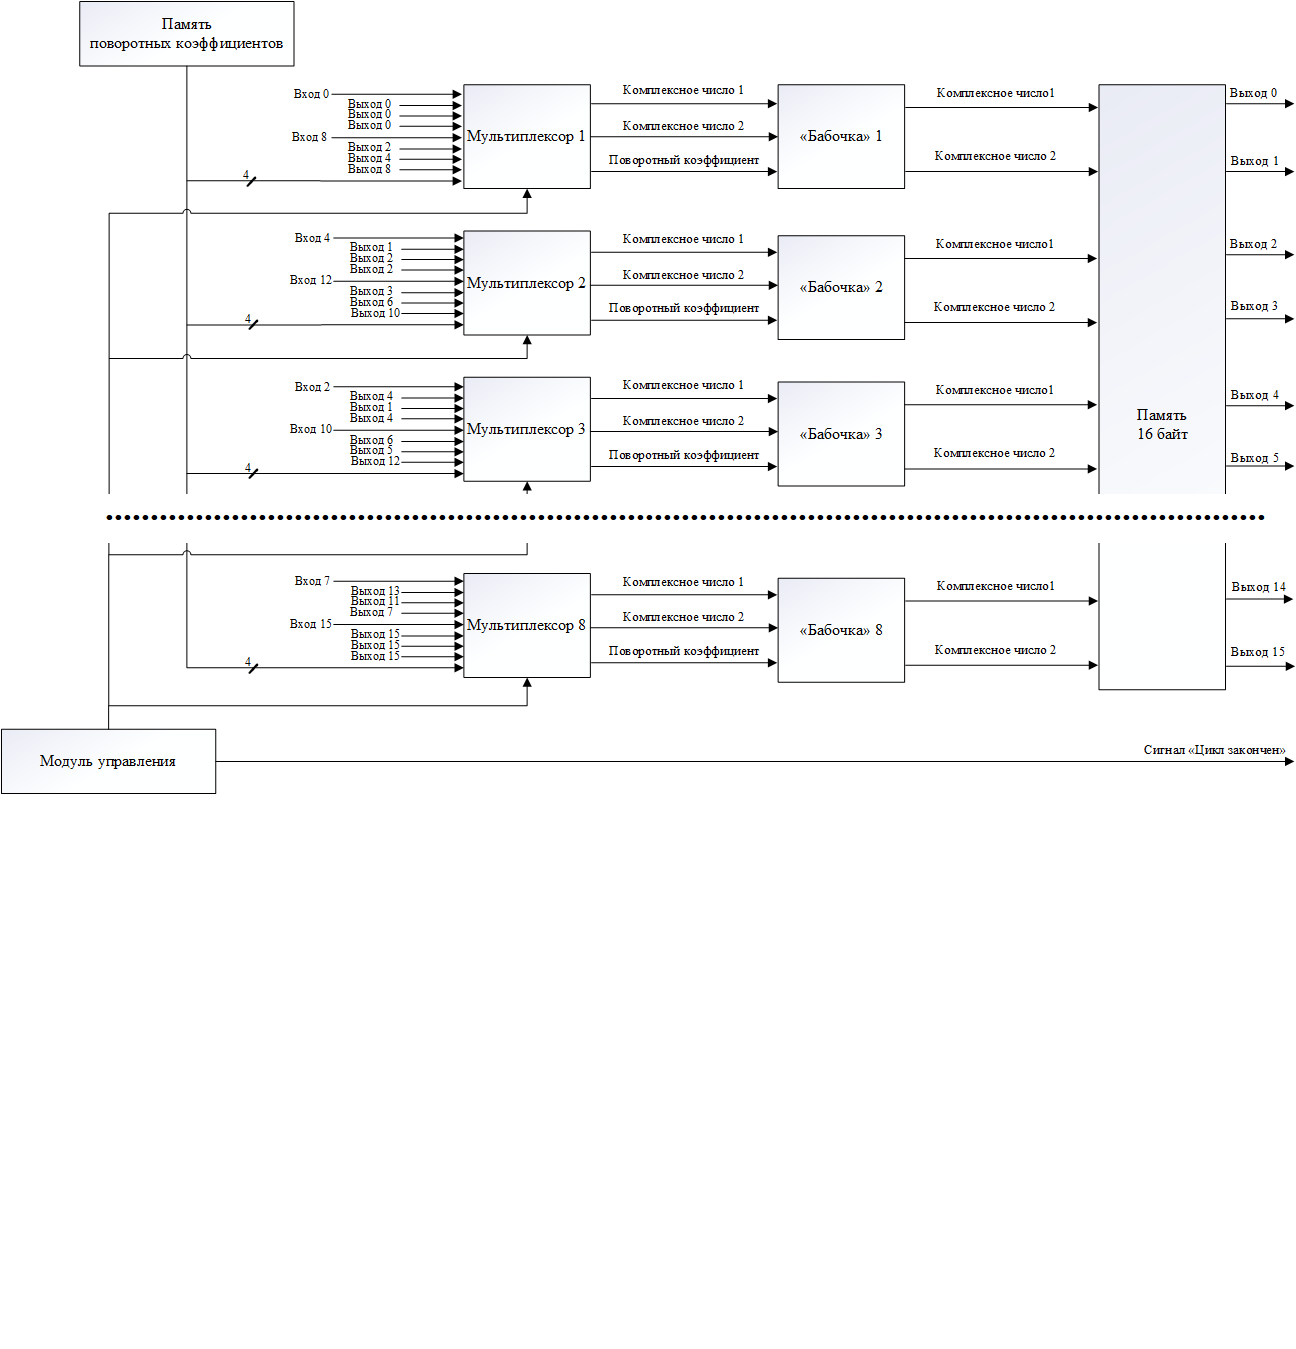 Память
поворотных коэффициентов
Вход 0
Выход 0
Выход 0
Выход 0
Вход 8
Выход 2
Выход 4
Выход 8
4
Мультиплексор 1
Комплексное число 1
Комплексное число 2
Поворотный коэффициент
«Бабочка» 1
Комплексное число1
Комплексное число 2
Выход 0
Выход 1
Вход 4
Выход 1
Выход 2
Выход 2
Вход 12
Выход 3
Выход 6
Выход 10
4
Мультиплексор 2
Комплексное число 1
Комплексное число 2
Поворотный коэффициент
«Бабочка» 2
Комплексное число1
Комплексное число 2
Выход 2
Выход 3
Вход 2
Выход 4
Выход 1
Выход 4
Вход 10
Выход 6
Выход 5
Выход 12
4
Мультиплексор 3
Комплексное число 1
Комплексное число 2
Поворотный коэффициент
«Бабочка» 3
Комплексное число1
Комплексное число 2
Память
16 байт
Выход 4
Выход 5
Вход 7
Выход 13
Выход 11
Выход 7
Вход 15
Выход 15
Выход 15
Выход 15
4
Мультиплексор 8
Комплексное число 1
Комплексное число 2
Поворотный коэффициент
«Бабочка» 8
Комплексное число1
Комплексное число 2
Выход 14
Выход 15
Модуль управления
Сигнал «Цикл закончен»